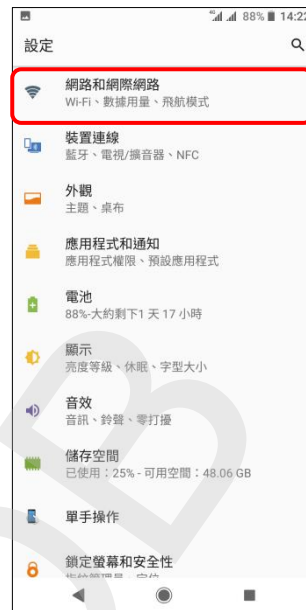 88% 14:22
設定
網路和網際網路
Wi-Fi、數據用量、飛航模式
裝置連線
藍牙、電視/擴音器、NFC
外觀
主題、桌布
應用程式和通知
應用程式權限、預設應用程式
電池
88%-大約剩下1 天 17 小時
顯示
亮度等級、休眠、字型大小
音效
音訊、鈴聲、零打擾
儲存空間
已使用：25% - 可用空間：48.06 GB
單手操作
鎖定螢幕和安全性